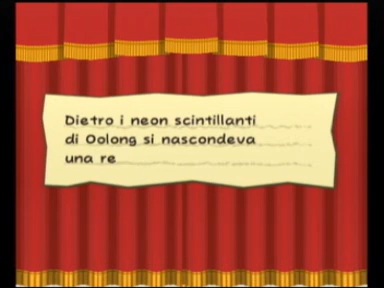 Dietro i neon scintillanti
di Oolong si nascondeva
una re